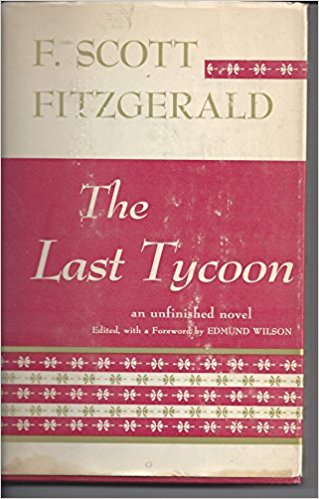 F. SCOTT
FITZGERALD
The
Last Tycoon
an unfinished novel
Edited, with a Foreword by EDMUND WILSON